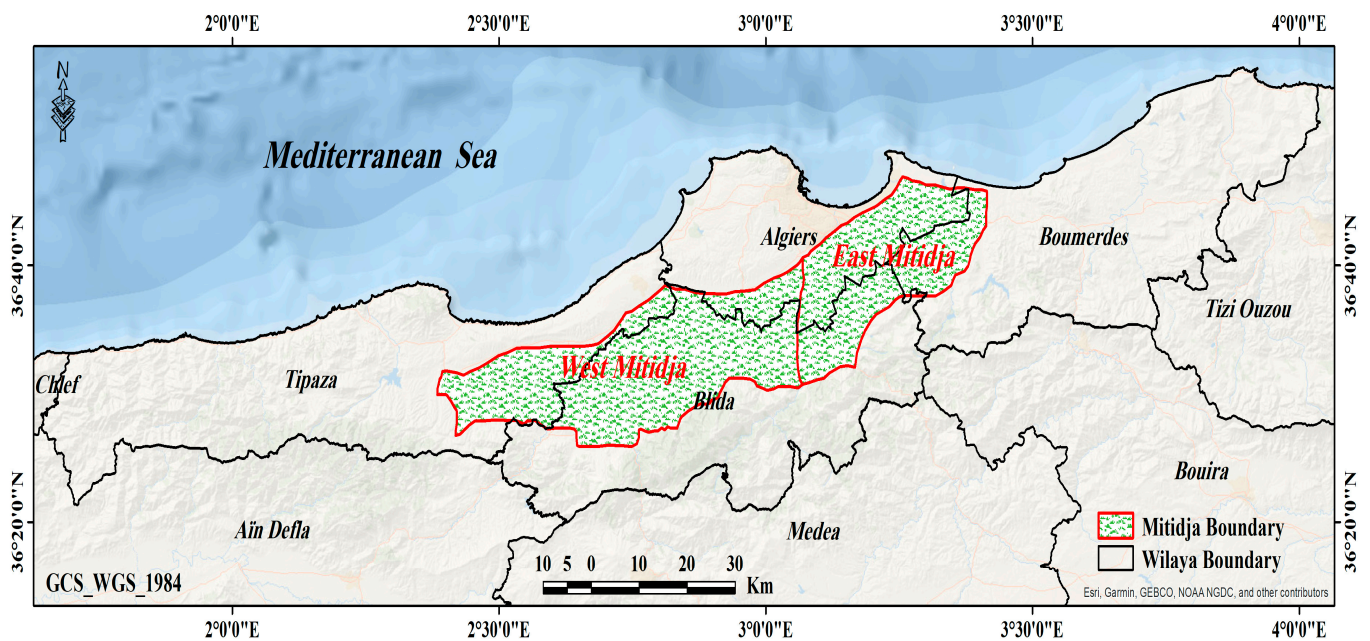 2°0'0"E 2°30'0"E 3°0'0"E 3°30'0"E 4°0'0"E
N
Mediterranean Sea
36°40'0"N
36°40'0"N
Algiers
Boumerdes
East Mitidja
Tizi Ouzou
West Mitidja
Chlef
Tipaza
Blida
Bouira
36°20'0"N
36°20'0"N
Aïn Defla
Medea
Mitidja Boundary
Wilaya Boundary
10 5 0 10 20 30
Km
GCS_WGS_1984
Esri, Garmin, GEBCO, NOAA NGDC, and other contributors
2°0'0"E 2°30'0"E 3°0'0"E 3°30'0"E 4°0'0"E